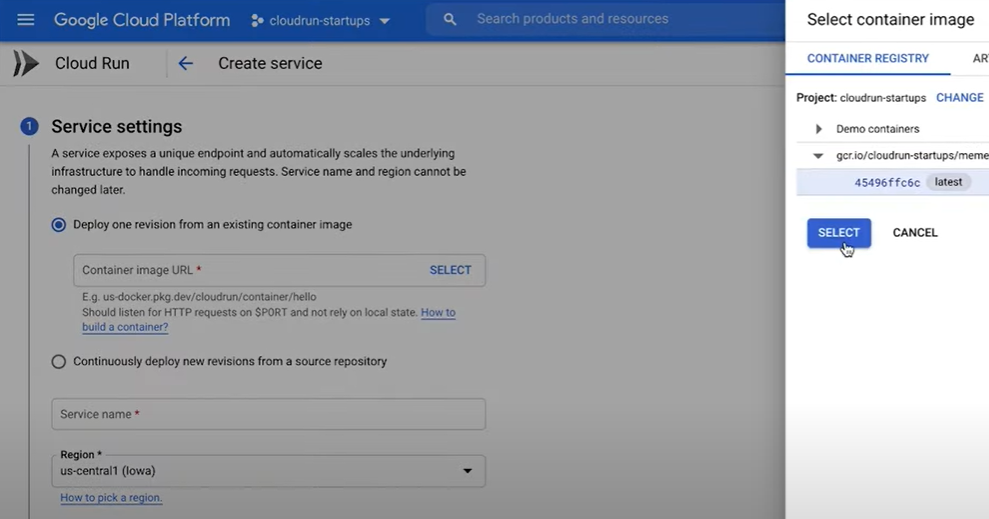 Google Cloud Platform
cloudrun-startups
Search products and resources
Cloud Run
Create service
1 Service settings
A service exposes a unique endpoint and automatically scales the underlying
infrastructure to handle incoming requests. Service name and region cannot be
changed later.
Deploy one revision from an existing container image
Container image URL *
SELECT
E.g. us-docker.pkg.dev/cloudrun/container/hello
Should listen for HTTP requests on $PORT and not rely on local state. How to
build a container?
Continuously deploy new revisions from a source repository
Service name *
Region *
us-central1 (Iowa)
How to pick a region.
Select container image
CONTAINER REGISTRY
AR
Project: cloudrun-startups CHANGE
Demo containers
gcr.io/cloudrun-startups/meme
45496ffc6c latest
SELECT
CANCEL